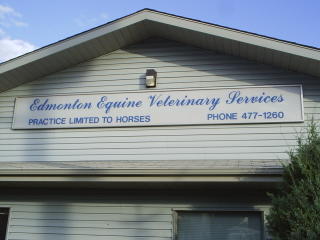 Edmonton Equine Veterinary Services
PRACTICE LIMITED TO HORSES PHONE 477-1260